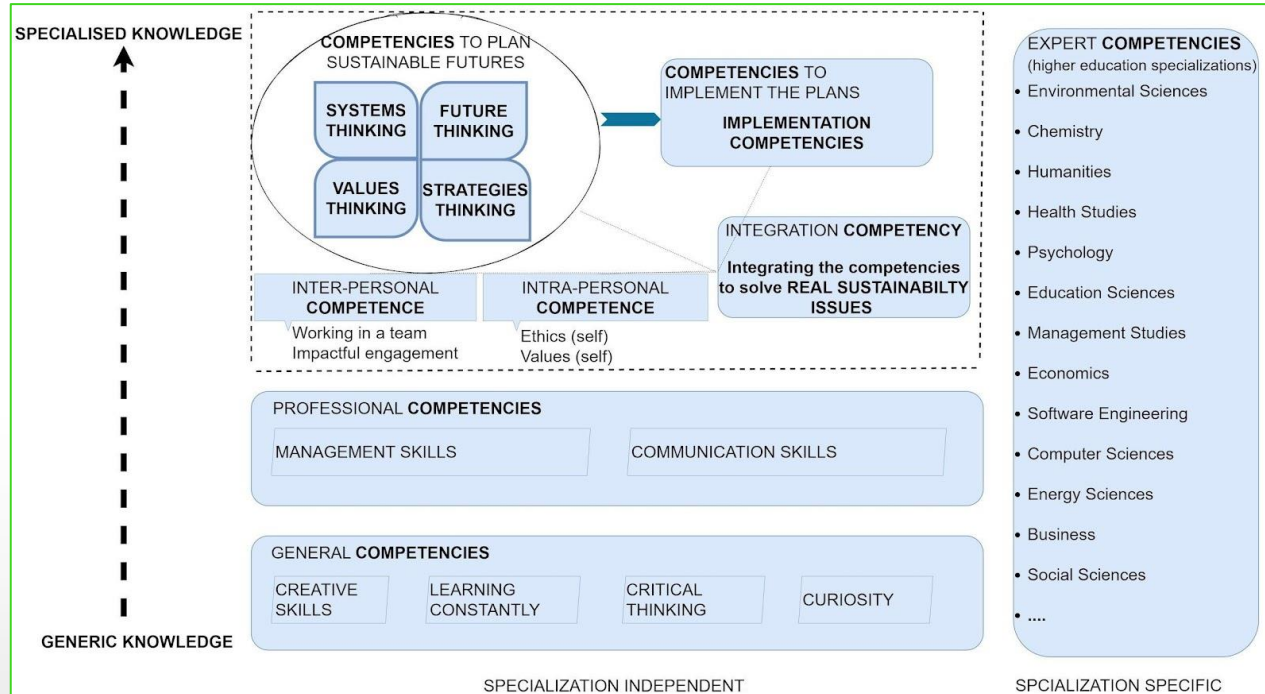 SPECIALISED KNOWLEDGE
GENERIC KNOWLEDGE
COMPETENCIES TO PLAN
SUSTAINABLE FUTURES
SYSTEMS
THINKING
FUTURE
THINKING
VALUES
THINKING
STRATEGIES
THINKING
COMPETENCIES TO
IMPLEMENT THE PLANS
IMPLEMENTATION
COMPETENCIES
INTEGRATION COMPETENCY
Integrating the competencies
to solve REAL SUSTAINABILTY
ISSUES
INTER-PERSONAL
COMPETENCE
Working in a team
Impactful engagement
INTRA-PERSONAL
COMPETENCE
Ethics (self)
Values (self)
PROFESSIONAL COMPETENCIES
MANAGEMENT SKILLS
COMMUNICATION SKILLS
GENERAL COMPETENCIES
CREATIVE
SKILLS
LEARNING
CONSTANTLY
CRITICAL
THINKING
CURIOSITY
SPECIALIZATION INDEPENDENT
EXPERT COMPETENCIES
(higher education specializations)
• Environmental Sciences
• Chemistry
• Humanities
• Health Studies
• Psychology
• Education Sciences
• Management Studies
• Economics
• Software Engineering
• Computer Sciences
• Energy Sciences
• Business
• Social Sciences
• ....
SPCIALIZATION SPECIFIC